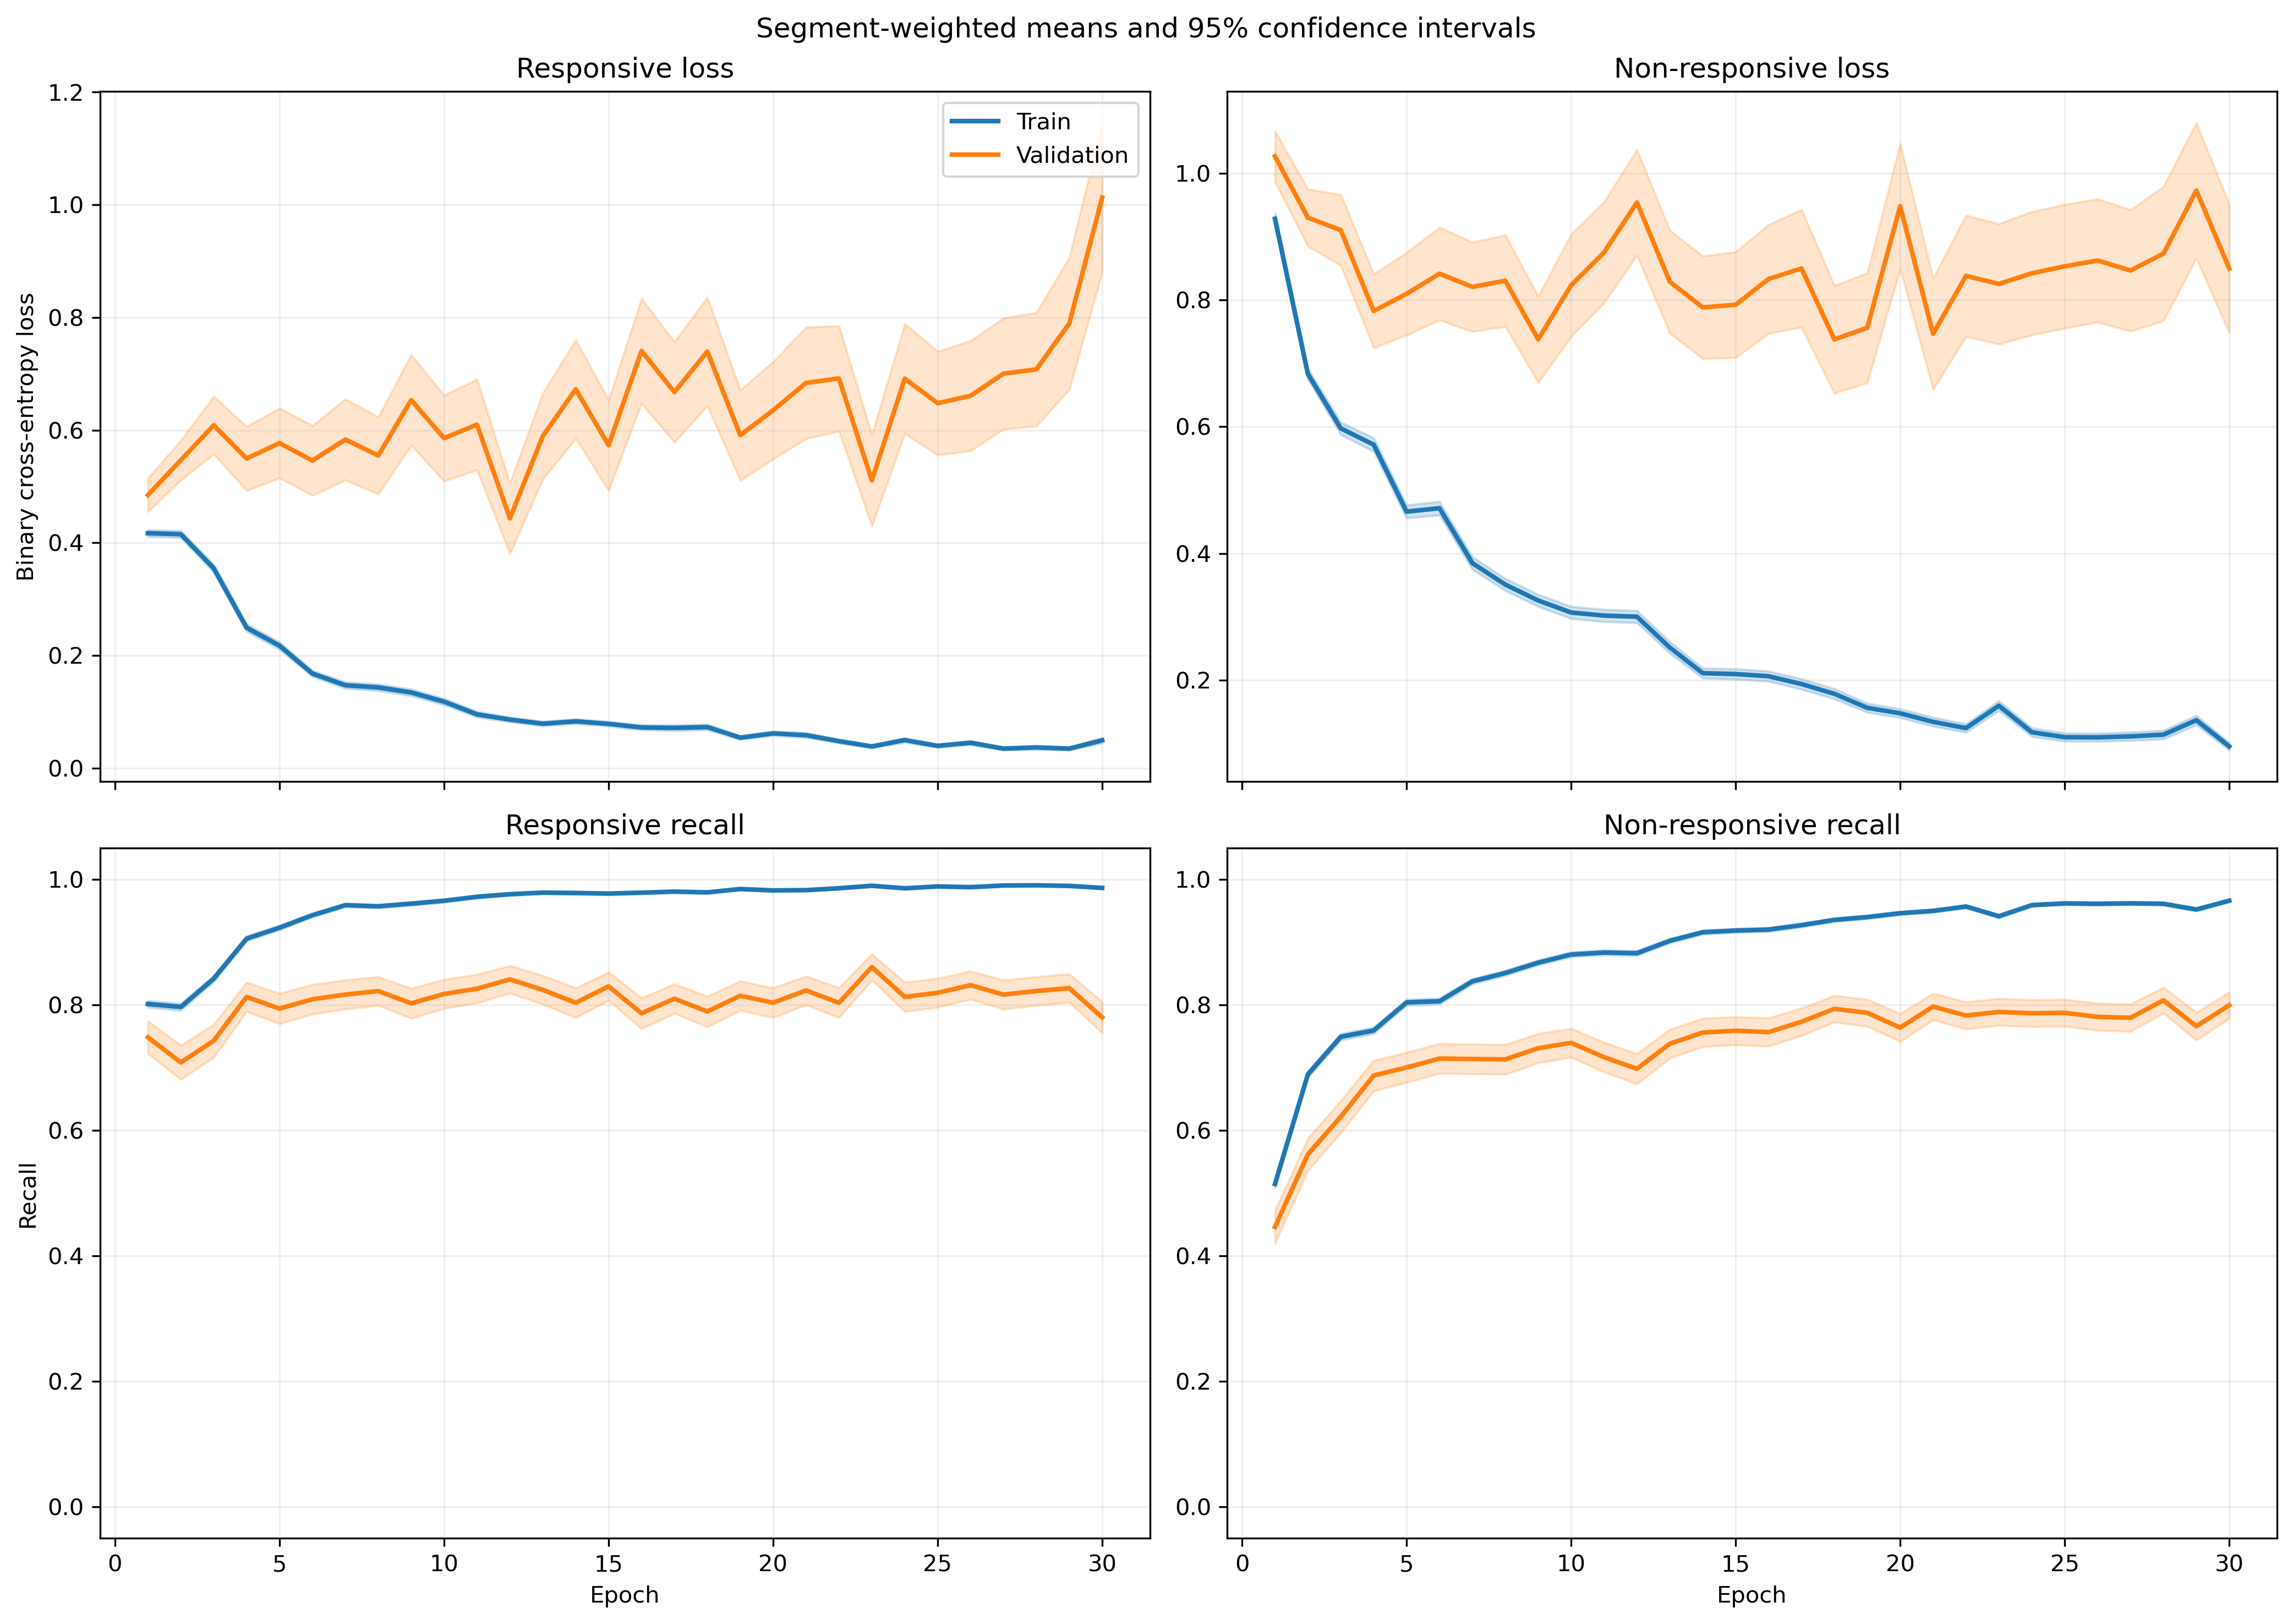 Segment-weighted means and 95% confidence intervals
Responsive loss
Non-responsive loss
1.2
1.0
0.8
0.6
0.4
0.2
0.0
Binary cross-entropy loss
Train
Validation
1.0
0.8
0.6
0.4
0.2
Responsive recall
Non-responsive recall
1.0
0.8
0.6
0.4
0.2
0.0
Recall
0 5 10 15 20 25 30
Epoch
1.0
0.8
0.6
0.4
0.2
0.0
0 5 10 15 20 25 30
Epoch